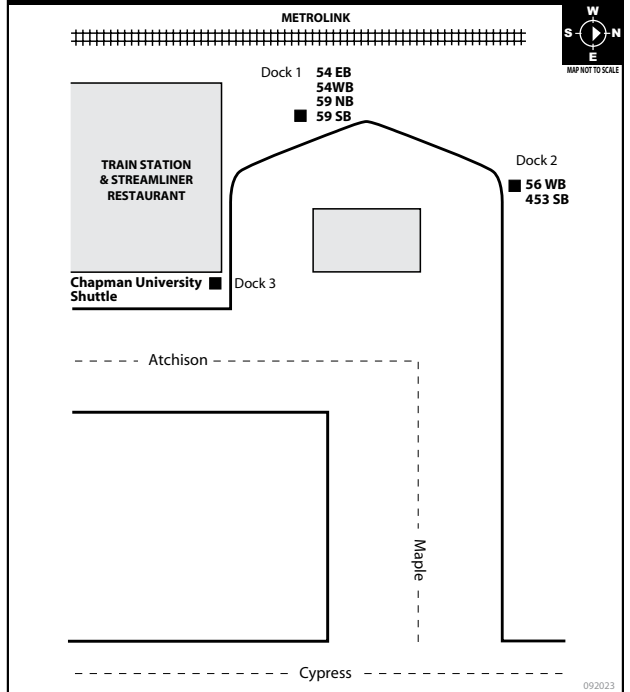 METROLINK
W
S
N
E
MAP NOT TO SCALE
Dock 1 54 EB
54WB
59 NB
59 SB
TRAIN STATION
& STREAMLINER
RESTAURANT
Dock 2
56 WB
453 SB
Chapman University
Shuttle
Dock 3
Atchison
Maple
Cypress
092023